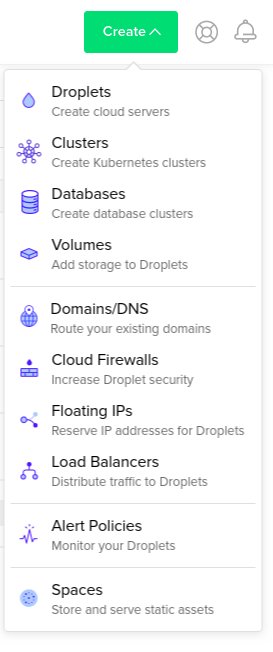 Create
Droplets
Create cloud servers
Clusters
Create Kubernetes clusters
Databases
Create database clusters
Volumes
Add storage to Droplets
Domains/DNS
Route your existing domains
Cloud Firewalls
Increase Droplet security
Floating IPs
Reserve IP addresses for Droplets
Load Balancers
Distribute traffic to Droplets
Alert Policies
Monitor your Droplets
Spaces
Store and serve static assets